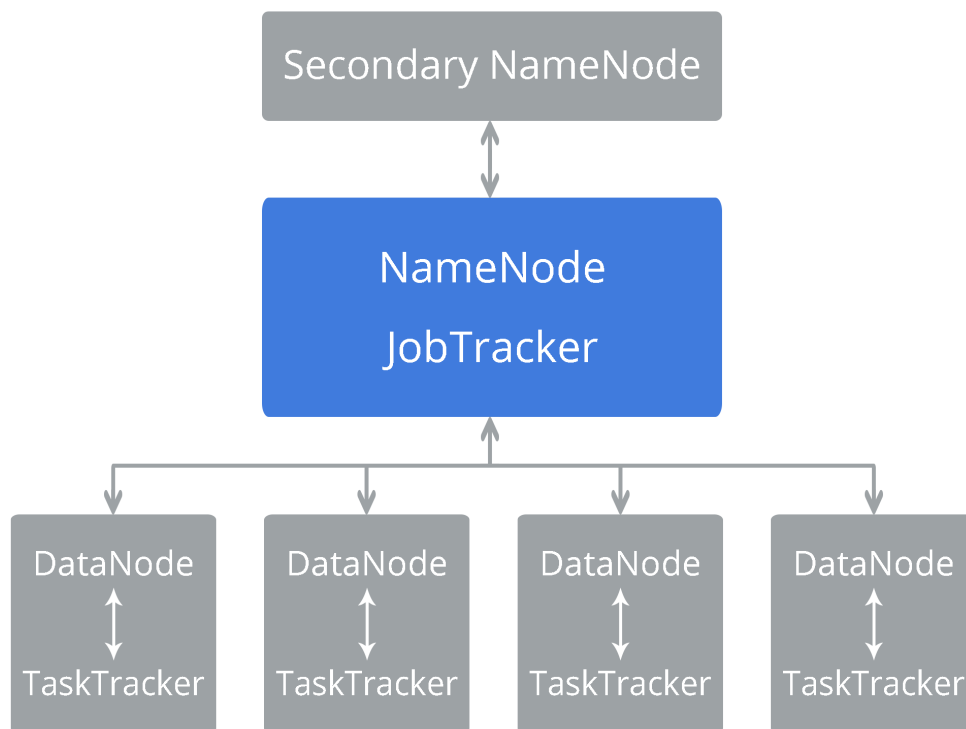 Secondary NameNode
NameNode
JobTracker
DataNode
TaskTracker
DataNode
TaskTracker
DataNode
TaskTracker
DataNode
TaskTracker